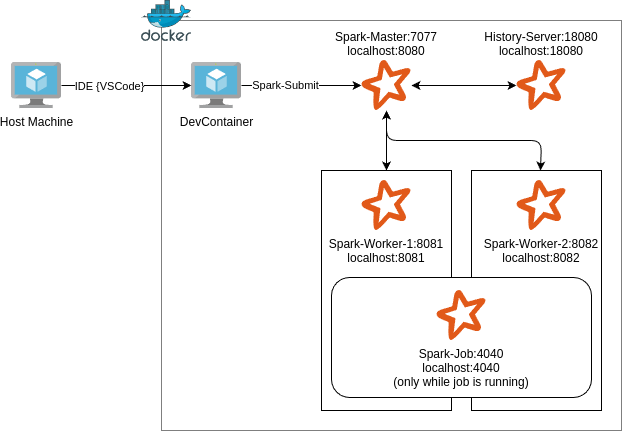 docker
Spark-Master:7077
localhost:8080
History-Server:18080
localhost:18080
IDE {VSCode}
Spark-Submit
Host Machine
DevContainer
Spark-Worker-1:8081
localhost:8081
Spark-Worker-2:8082
localhost:8082
Spark-Job:4040
localhost:4040
(only while job is running)